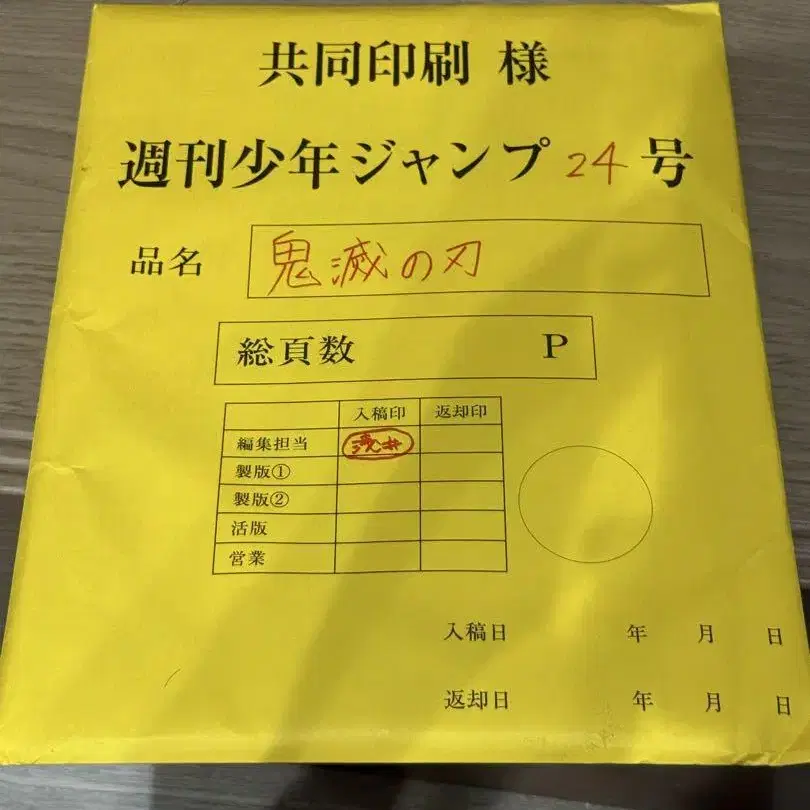 共同印刷 様
週刊少年ジャンプ 24 号
品名 鬼滅の刃
総頁数 P
入稿印 返却印
編集担当
製版①
製版②
活版
営業
入稿日 年 月 日
返却日 年 月 日